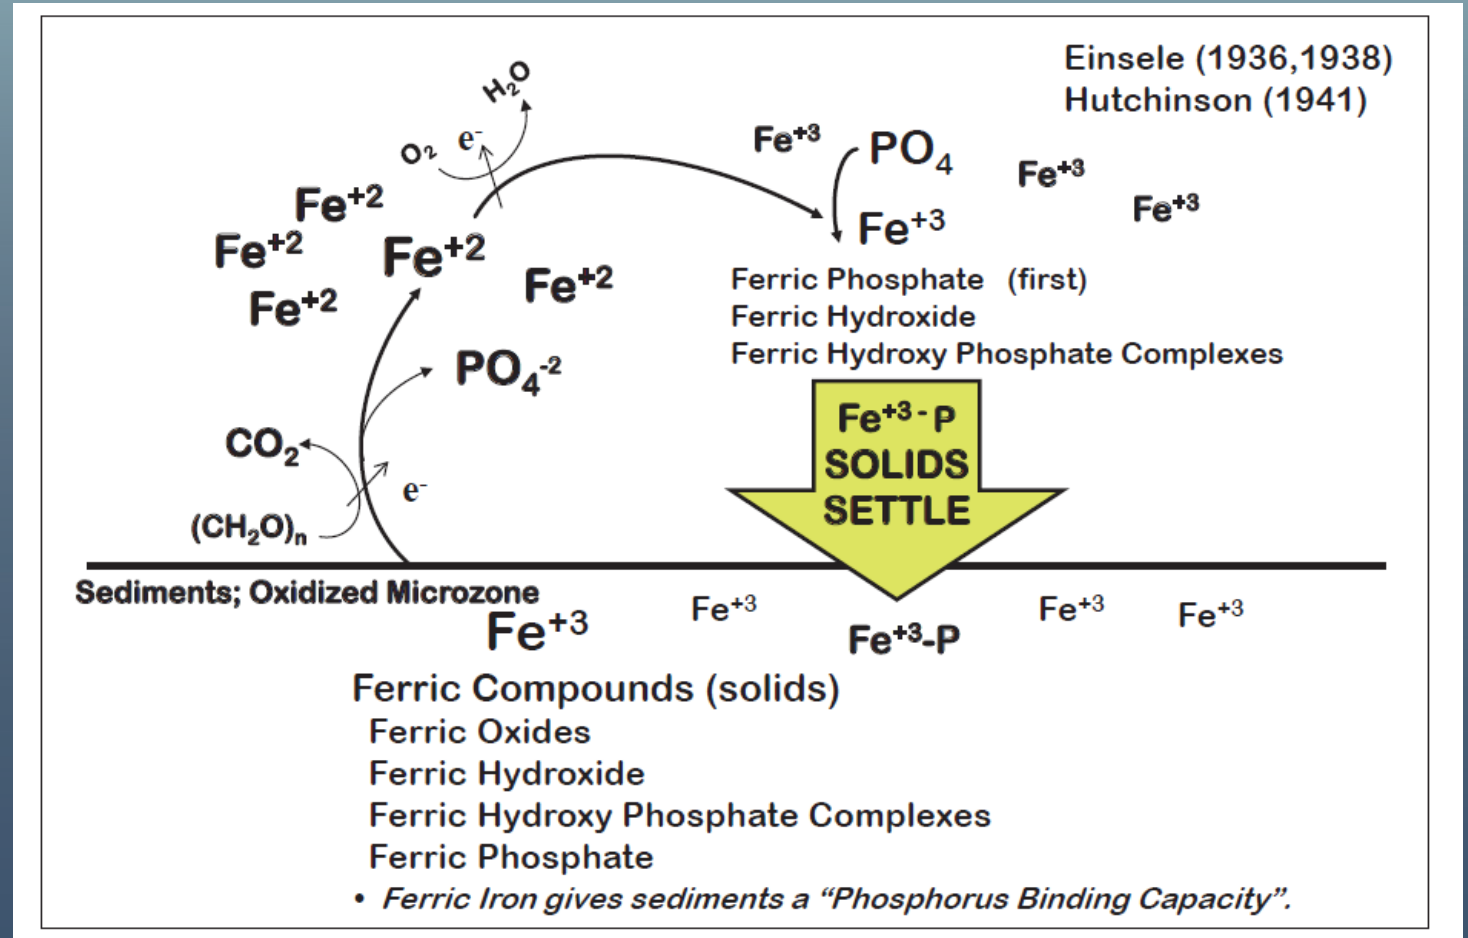 Einsele (1936,1938)
Hutchinson (1941)
H₂O
O₂
e⁻
Fe⁺³
PO₄
Fe⁺³
Fe⁺³
Fe⁺³
Fe⁺²
Fe⁺²
Fe⁺²
Fe⁺²
Fe⁺²
Ferric Phosphate (first)
Ferric Hydroxide
Ferric Hydroxy Phosphate Complexes
PO₄⁻²
CO₂
e⁻
(CH₂O)ₙ
Fe⁺³ - P
SOLIDS
SETTLE
Sediments; Oxidized Microzone
Fe⁺³
Fe⁺³
Fe⁺³-P
Fe⁺³
Fe⁺³
Ferric Compounds (solids)
Ferric Oxides
Ferric Hydroxide
Ferric Hydroxy Phosphate Complexes
Ferric Phosphate
• Ferric Iron gives sediments a “Phosphorus Binding Capacity”.